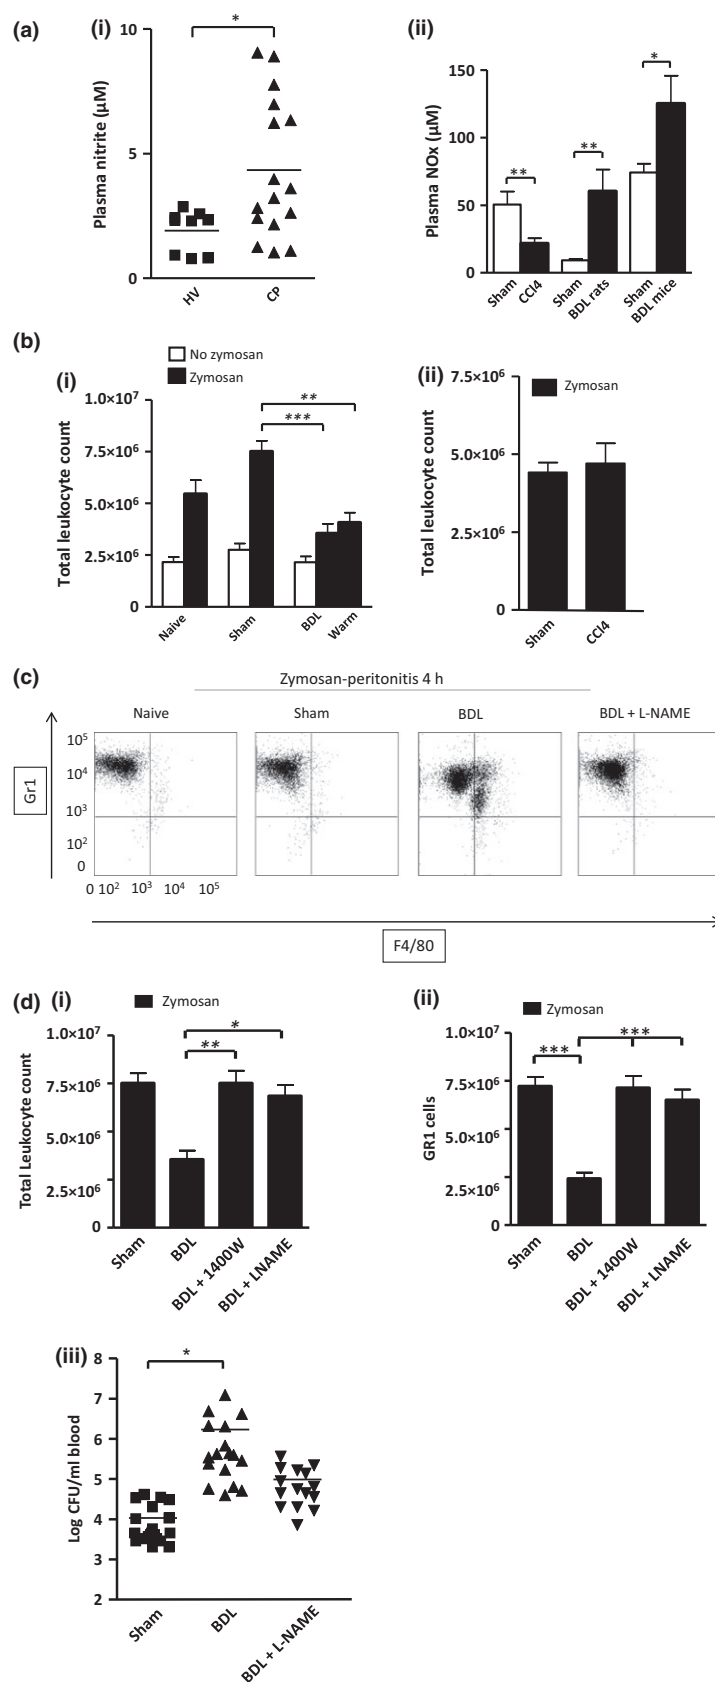 (a) (i) (ii)
*
10
5
0
Plasma nitrite (µM)
HV CP
150
100
50
0
Plasma NOx (µM)
** ** *
Sham CCl4 Sham BDL rats Sham BDL mice
(b)
(i) (ii)
No zymosan
Zymosan
1.0×10⁷
7.5×10⁶
5.0×10⁶
2.5×10⁶
0
Total leukocyte count
**
***
Naive Sham BDL Warm
Zymosan
7.5×10⁶
5.0×10⁶
2.5×10⁶
0
Total leukocyte count
Sham CCl4
(c)
Zymosan-peritonitis 4 h
Naive Sham BDL BDL + L-NAME
Gr1
10⁵
10⁴
10³
10²
0
0 10² 10³ 10⁴ 10⁵
F4/80
(d) (i) (ii)
Zymosan
1.0×10⁷
7.5×10⁶
5.0×10⁶
2.5×10⁶
0
Total Leukocyte count
*
**
Sham BDL BDL + 1400W BDL + LNAME
Zymosan
1.0×10⁷
7.5×10⁶
5.0×10⁶
2.5×10⁶
0
GR1 cells
*** ***
Sham BDL BDL + 1400W BDL + LNAME
(iii)
*
8
7
6
5
4
3
2
Log CFU/ml blood
Sham BDL BDL + L-NAME